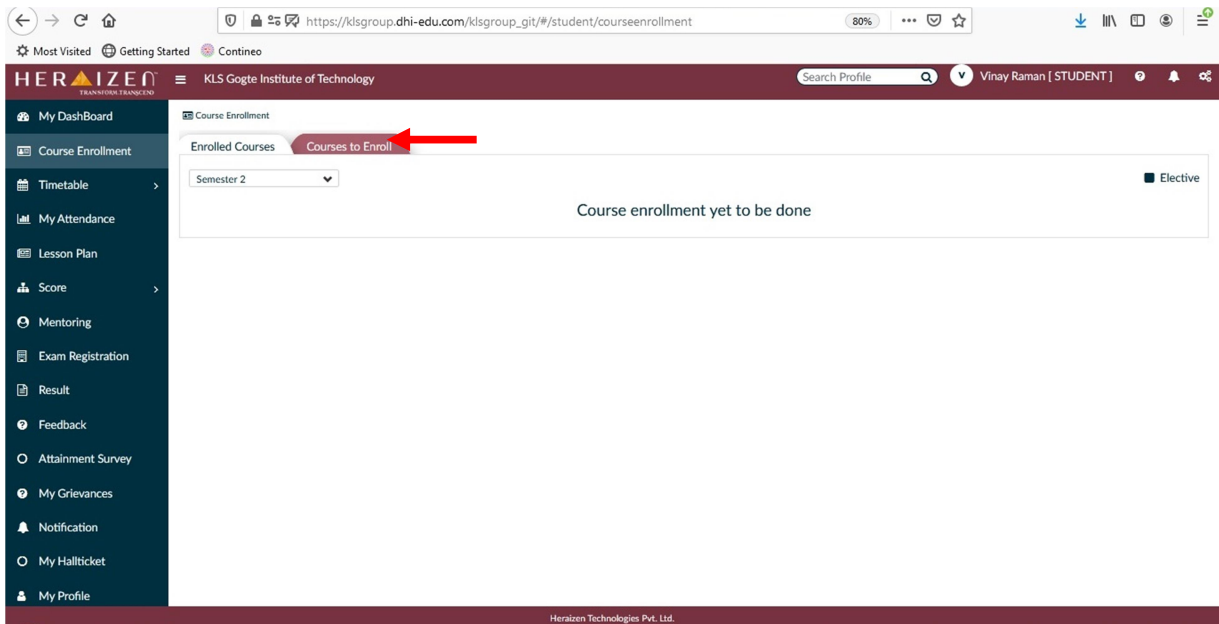 https://klsgroup.dhi-edu.com/klsgroup_git/#/student/courseenrollment
80%
Most Visited
Getting Started
Contineo
HERAIZEN
TRANSFORM.TRANSCEND
KLS Gogte Institute of Technology
Search Profile
V
Vinay Raman [ STUDENT ]
My DashBoard
Course Enrollment
Timetable
My Attendance
Lesson Plan
Score
Mentoring
Exam Registration
Result
Feedback
Attainment Survey
My Grievances
Notification
My Hallticket
My Profile
Course Enrollment
Enrolled Courses
Courses to Enroll
Semester 2
Elective
Course enrollment yet to be done
Heraizen Technologies Pvt. Ltd.